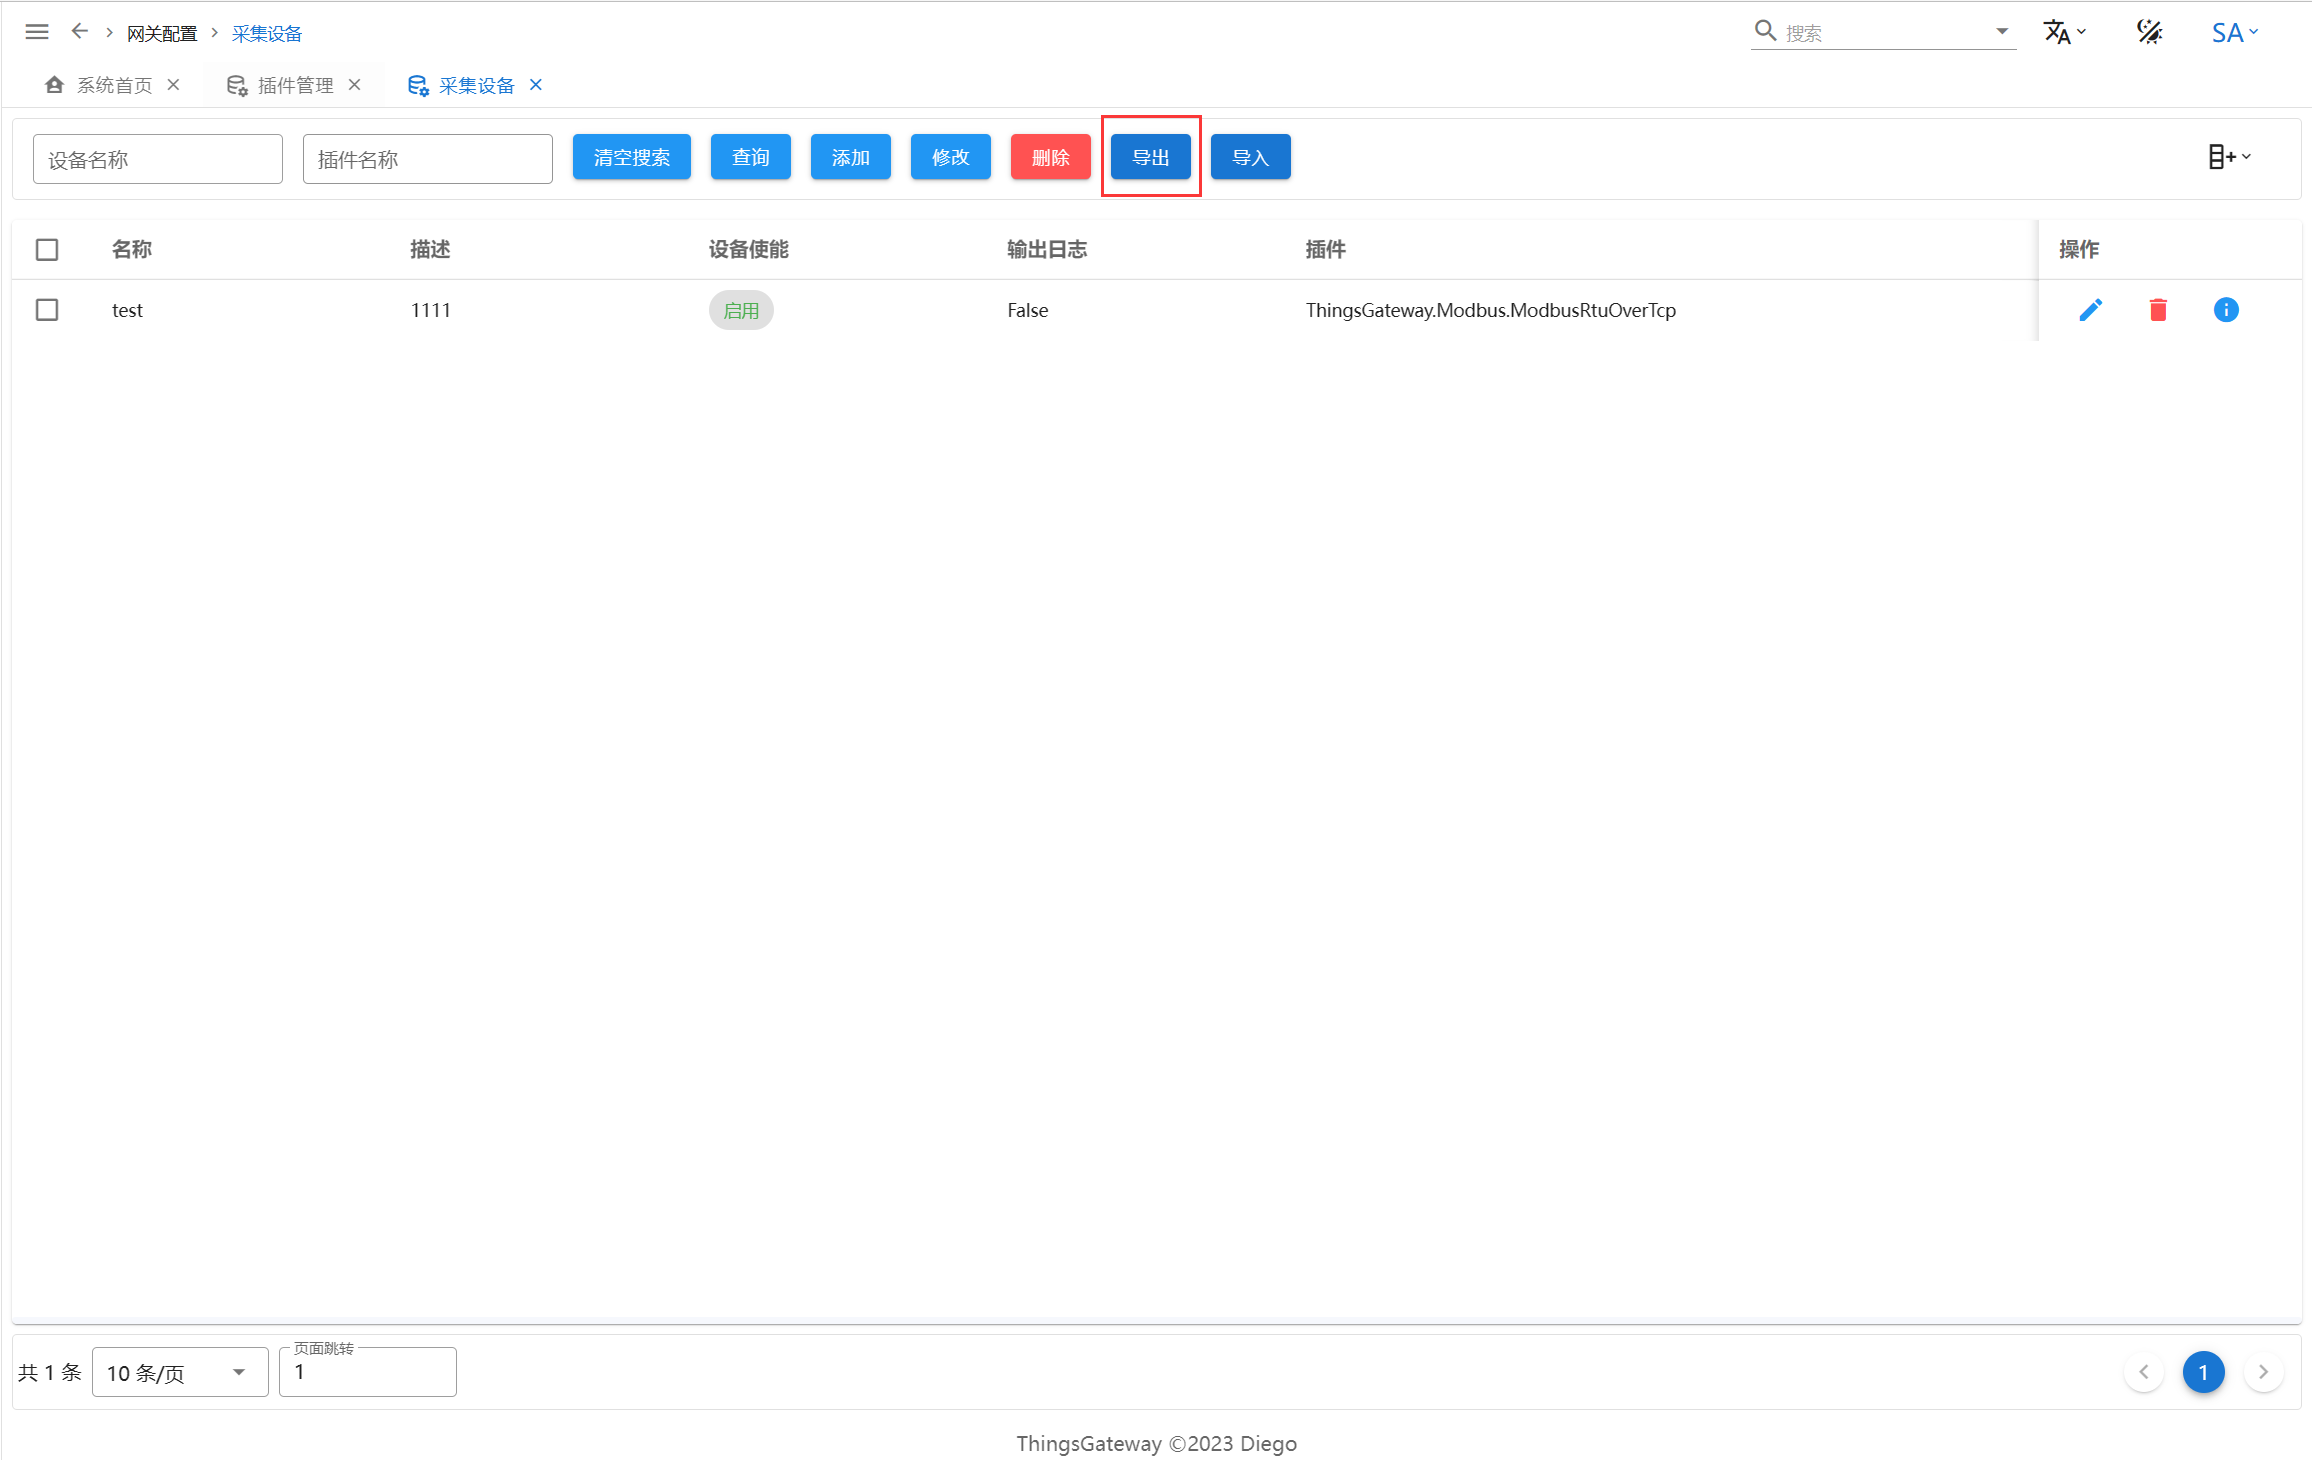 网关配置 采集设备 搜索 SA
系统首页 插件管理 采集设备
设备名称 插件名称 清空搜索 查询 添加 修改 删除 导出 导入
名称 描述 设备使能 输出日志 插件 操作
test 1111 启用 False ThingsGateway.Modbus.ModbusRtuOverTcp
页面跳转
共 1 条 10 条/页 1 1
ThingsGateway ©2023 Diego